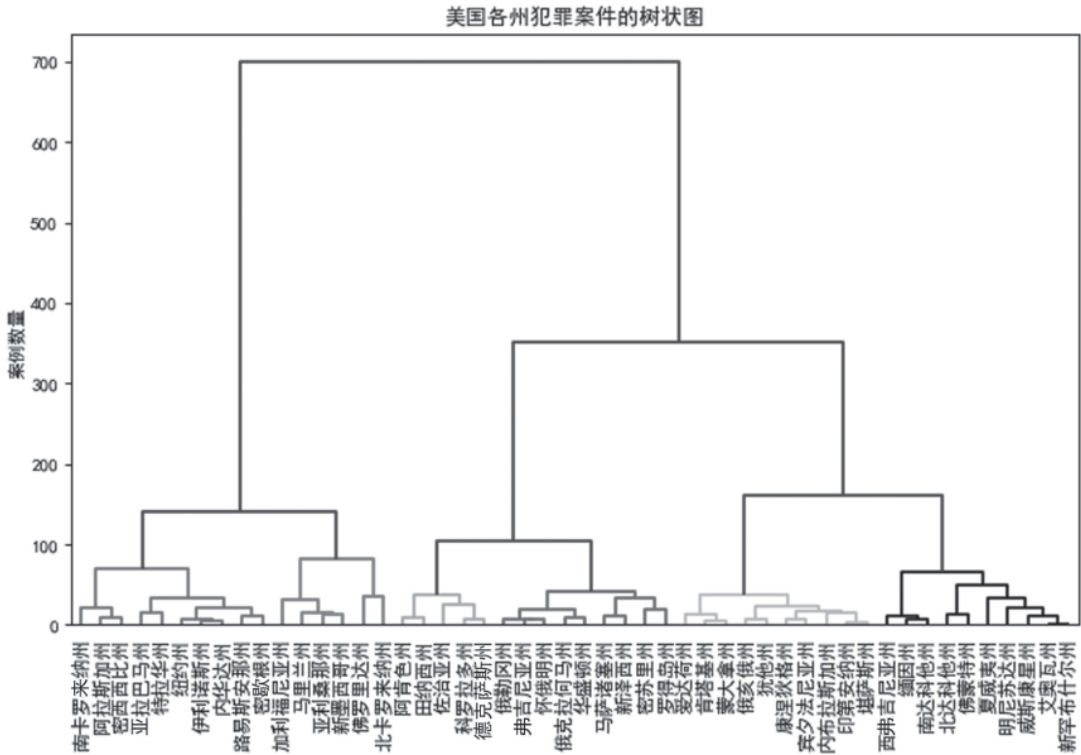 美国各州犯罪案件的树状图
700
600
500
400
300
200
100
0
案例数量
南卡罗来纳州
阿拉斯加州
密西西比州
亚拉巴马州
特拉华州
纽约州
伊利诺斯州
内华达州
路易斯安那州
密歇根州
加利福尼亚州
马里兰州
亚利桑那州
新墨西哥州
佛罗里达州
北卡罗来纳州
阿肯色州
田纳西州
佐治亚州
科罗拉多州
德克萨斯州
俄勒冈州
弗吉尼亚州
怀俄明州
俄克拉何马州
华盛顿州
马萨诸塞州
新泽西州
密苏里州
罗得岛州
爱达荷州
肯塔基州
蒙大拿州
俄亥俄州
犹他州
康涅狄格州
宾夕法尼亚州
内布拉斯加州
印第安纳州
堪萨斯州
西弗吉尼亚州
缅因州
南达科他州
北达科他州
佛蒙特州
夏威夷州
明尼苏达州
威斯康星州
艾奥瓦州
新罕布什尔州